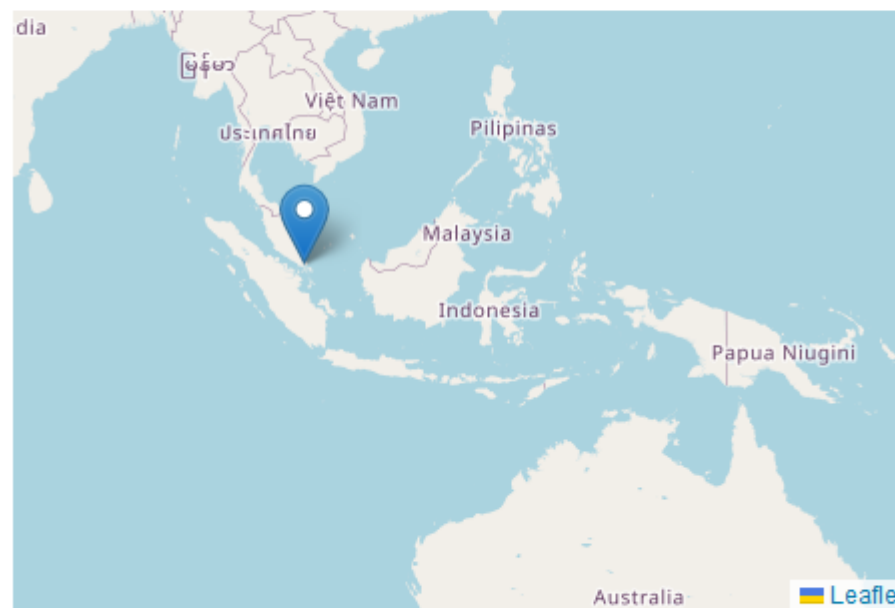 dia
မြန်မာ
Việt Nam
ประเทศไทย
Pilipinas
Malaysia
Indonesia
Papua Niugini
Australia
Leafle